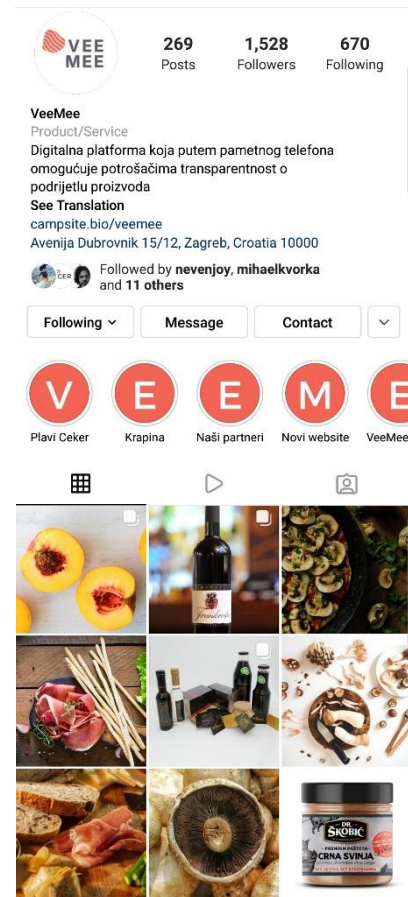 VEE
MEE
269 1,528 670
Posts Followers Following
VeeMee
Product/Service
Digitalna platforma koja putem pametnog telefona
omogućuje potrošačima transparentnost o
podrijetlu proizvoda
See Translation
campsite.bio/veemee
Avenija Dubrovnik 15/12, Zagreb, Croatia 10000
CER
Followed by nevenjoy, mihaelkvorka
and 11 others
Following Message Contact
V E E M E
Plavi Ceker Krapina Naši partneri Novi website VeeMee
DR.
ŠKOBIĆ
PREMIUM PAŠTETA
CRNA SVINJA